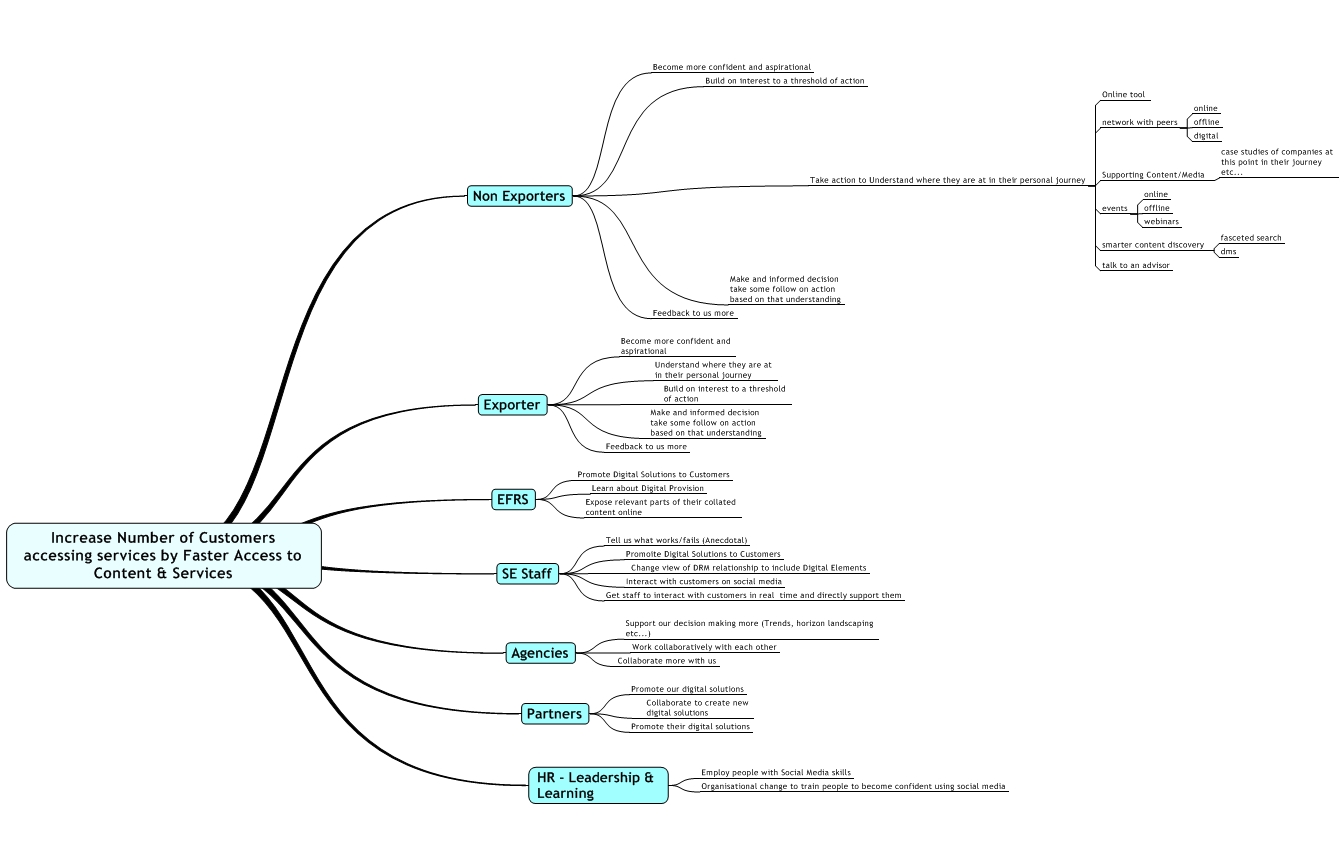 Become more confident and aspirational
Build on interest to a threshold of action
Online tool
online
network with peers
offline
digital
case studies of companies at
this point in their journey
etc...
Supporting Content/Media
Take action to Understand where they are at in their personal journey
Non Exporters
online
events
offline
webinars
fasceted search
smarter content discovery
dms
talk to an advisor
Make and informed decision
take some follow on action
based on that understanding
Feedback to us more
Become more confident and
aspirational
Understand where they are at
in their personal journey
Build on interest to a threshold
of action
Exporter
Make and informed decision
take some follow on action
based on that understanding
Feedback to us more
Promote Digital Solutions to Customers
Learn about Digital Provision
EFRS
Expose relevant parts of their collated
content online
Increase Number of Customers
accessing services by Faster Access to
Content & Services
Tell us what works/fails (Anecdotal)
Promoite Digital Solutions to Customers
Change view of DRM relationship to include Digital Elements
SE Staff
Interact with customers on social media
Get staff to interact with customers in real  time and directly support them
Support our decision making more (Trends, horizon landscaping
etc...)
Agencies
Work collaboratively with each other
Collaborate more with us
Promote our digital solutions
Collaborate to create new
digital solutions
Partners
Promote their digital solutions
HR - Leadership &
Learning
Employ people with Social Media skills
Organisational change to train people to become confident using social media